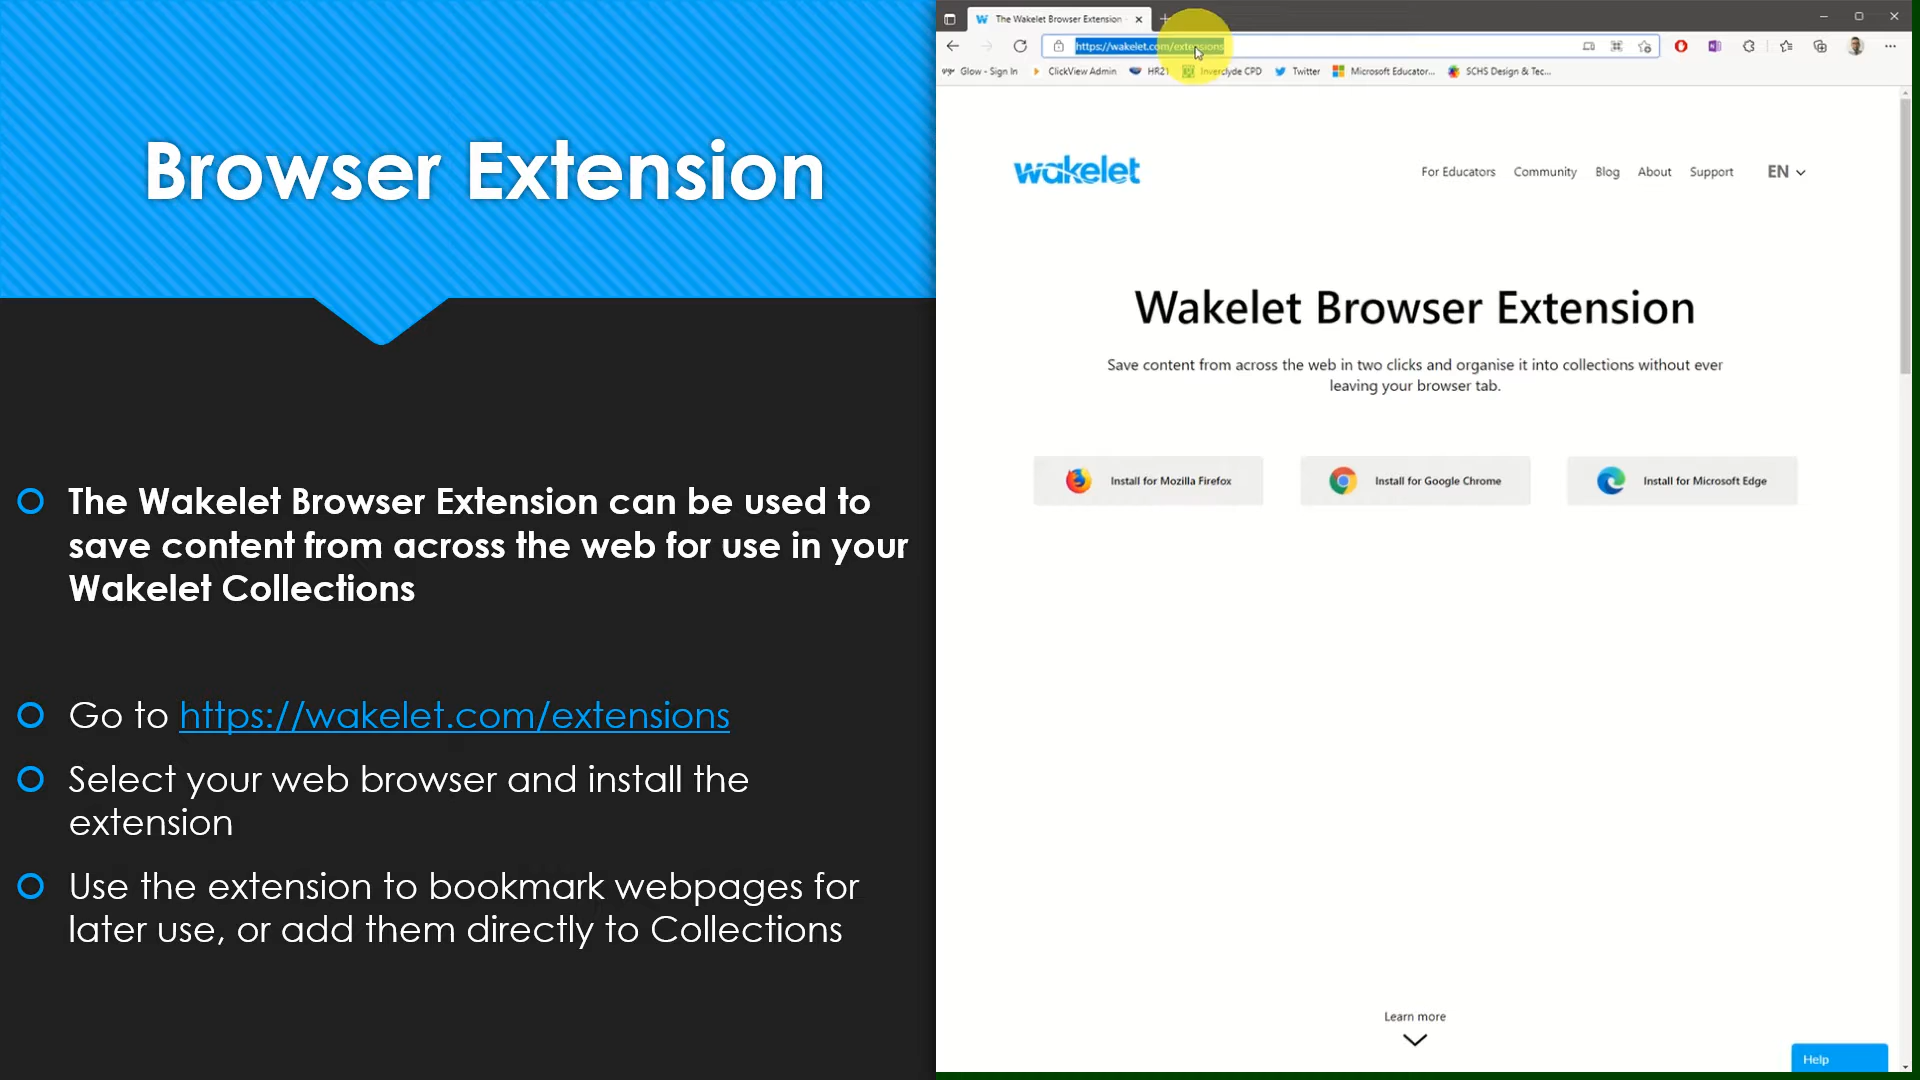 Browser Extension
The Wakelet Browser Extension can be used to
save content from across the web for use in your
Wakelet Collections
Go to https://wakelet.com/extensions
Select your web browser and install the
extension
Use the extension to bookmark webpages for
later use, or add them directly to Collections
The Wakelet Browser Extension
https://wakelet.com/extensions
Glow - Sign In ClickView Admin HR21 Inverclyde CPD Twitter Microsoft Educator... SCHS Design & Tec...
wakelet
For Educators Community Blog About Support EN
Wakelet Browser Extension
Save content from across the web in two clicks and organise it into collections without ever
leaving your browser tab.
Install for Mozilla Firefox Install for Google Chrome Install for Microsoft Edge
Learn more
Help